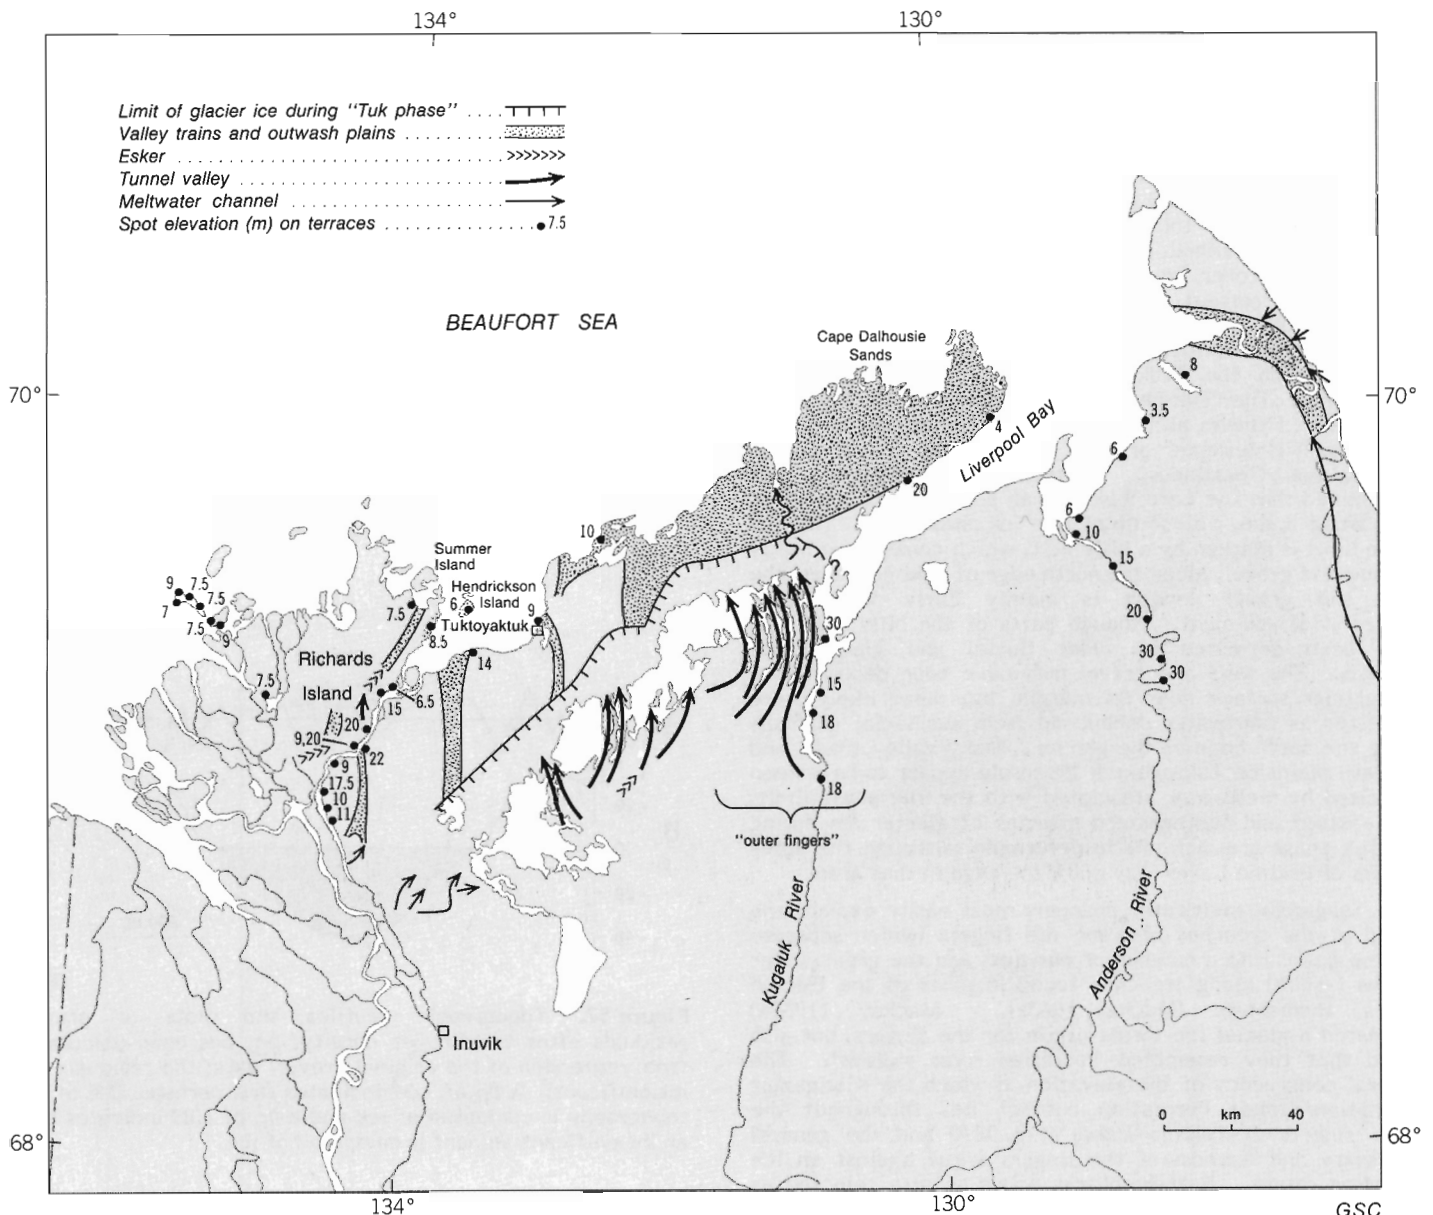 134°
130°
Limit of glacier ice during "Tuk phase" ....
Valley trains and outwash plains ..........
Esker ..............................
Tunnel valley .........................
Meltwater channel ....................
Spot elevation (m) on terraces ..............
7.5
BEAUFORT SEA
Cape Dalhousie
Sands
70°
70°
8
3.5
4
Liverpool Bay
6
20
6
10
10
15
Summer
Island
Hendrickson
Island
6
9
7.5
7.5
7
7.5
9
7.5
8.5
9
Tuktoyaktuk
14
?
20
30
30
30
Richards
Island
7.5
6.5
15
15
20
9,20
22
18
9
17.5
10
11
18
"outer fingers"
Kugaluk River
Anderson River
Inuvik
0 km 40
68°
68°
134°
130°
GSC